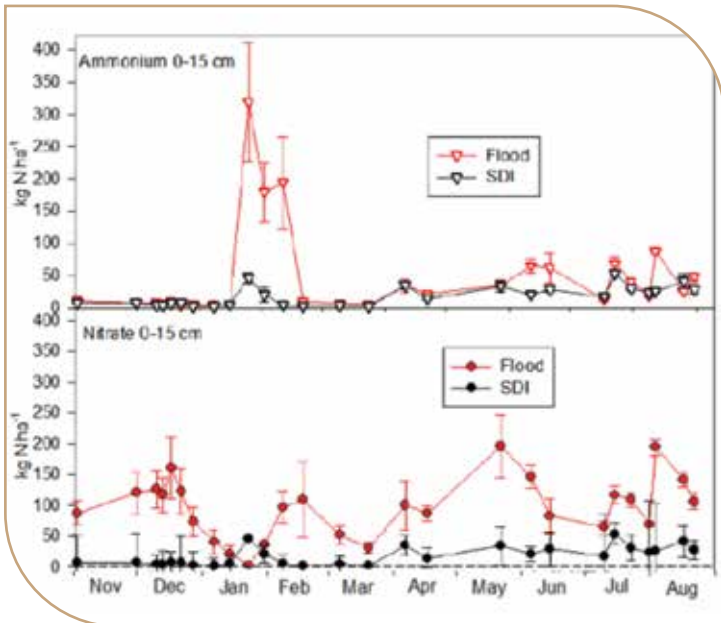 400
Ammonium 0-15 cm
350
300
250
200
150
100
50
0
kg N ha⁻¹
Flood
SDI
400
Nitrate 0-15 cm
350
300
250
200
150
100
50
0
kg N ha⁻¹
Flood
SDI
Nov Dec Jan Feb Mar Apr May Jun Jul Aug